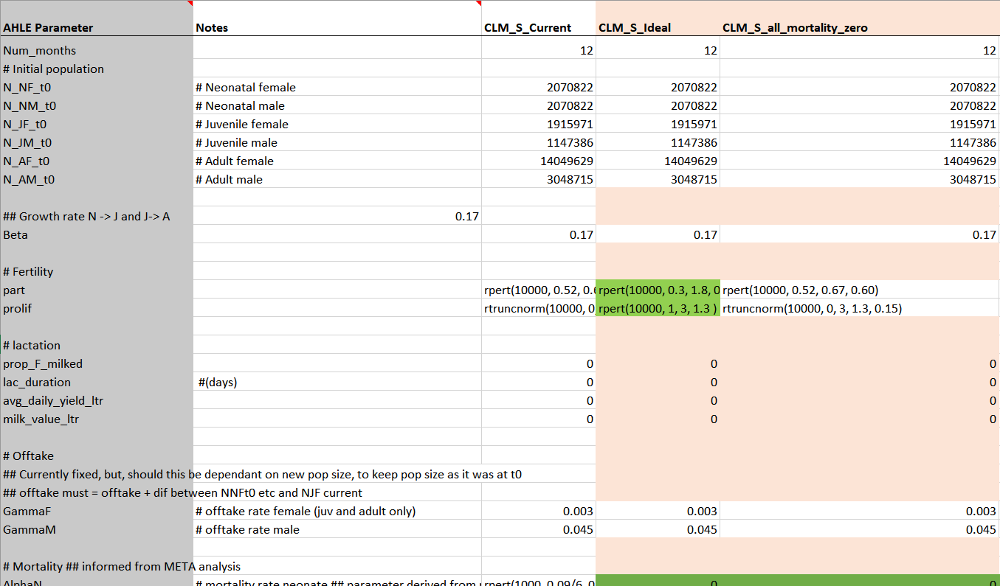 AHLE Parameter Notes CLM_S_Current CLM_S_Ideal CLM_S_all_mortality_zero
Num_months 12 12 12
# Initial population
N_NF_t0 # Neonatal female 2070822 2070822 2070822
N_NM_t0 # Neonatal male 2070822 2070822 2070822
N_JF_t0 # Juvenile female 1915971 1915971 1915971
N_JM_t0 # Juvenile male 1147386 1147386 1147386
N_AF_t0 # Adult female 14049629 14049629 14049629
N_AM_t0 # Adult male 3048715 3048715 3048715
## Growth rate N -> J and J-> A 0.17
Beta 0.17 0.17 0.17
# Fertility
part rpert(10000, 0.52, 0. rpert(10000, 0.3, 1.8, 0 rpert(10000, 0.52, 0.67, 0.60)
prolif rtruncnorm(10000, 0 rpert(10000, 1, 3, 1.3 ) rtruncnorm(10000, 0, 3, 1.3, 0.15)
# lactation
prop_F_milked 0 0 0
lac_duration #(days) 0 0 0
avg_daily_yield_ltr 0 0 0
milk_value_ltr 0 0 0
# Offtake
## Currently fixed, but, should this be dependant on new pop size, to keep pop size as it was at t0
## offtake must = offtake + dif between NNFt0 etc and NJF current
GammaF # offtake rate female (juv and adult only) 0.003 0.003 0.003
GammaM # offtake rate male 0.045 0.045 0.045
# Mortality ## informed from META analysis
AlphaN # mortality rate neonate ## parameter derived from rpert(1000, 0.09/6, 0 0 0